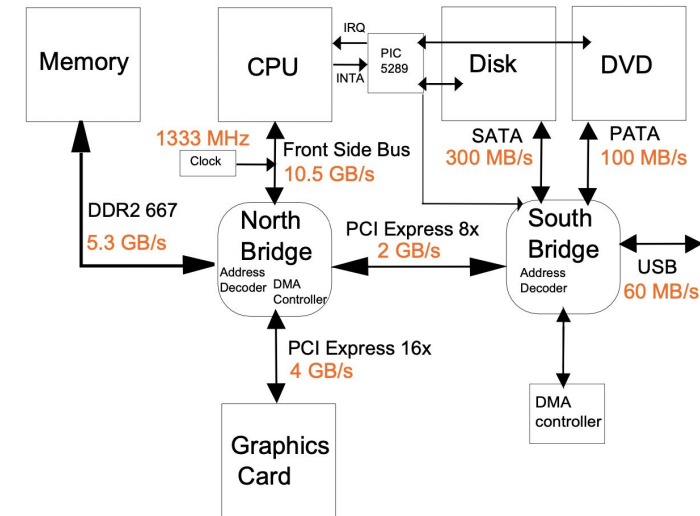 Memory
CPU
IRQ
INTA
PIC
5289
Disk
DVD
1333 MHz
Clock
Front Side Bus
10.5 GB/s
SATA
300 MB/s
PATA
100 MB/s
DDR2 667
5.3 GB/s
North
Bridge
Address
Decoder
DMA
Controller
PCI Express 8x
2 GB/s
South
Bridge
Address
Decoder
USB
60 MB/s
PCI Express 16x
4 GB/s
DMA
controller
Graphics
Card